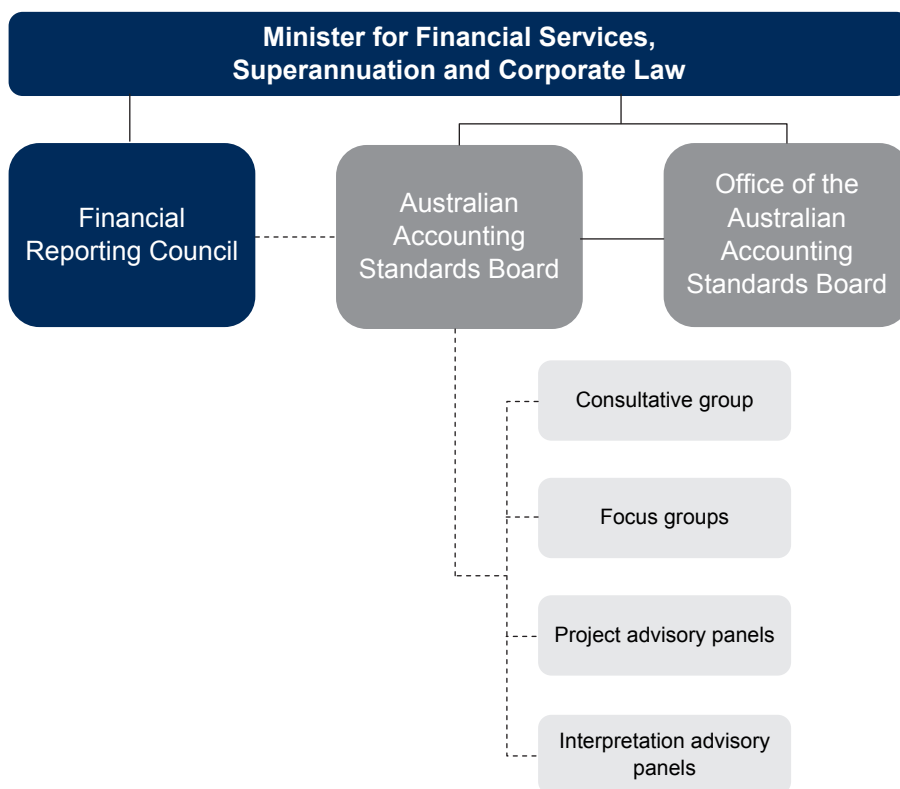 Minister for Financial Services,
Superannuation and Corporate Law
Financial
Reporting Council
Australian
Accounting
Standards Board
Office of the
Australian
Accounting
Standards Board
Consultative group
Focus groups
Project advisory panels
Interpretation advisory
panels